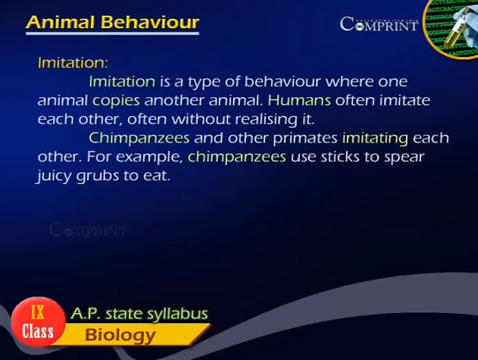 Animal Behaviour
COMPRINT
Imitation:
Imitation is a type of behaviour where one
animal copies another animal. Humans often imitate
each other, often without realising it.
Chimpanzees and other primates imitating each
other. For example, chimpanzees use sticks to spear
juicy grubs to eat.
COMPRINT
IX
Class
A.P. state syllabus
Biology